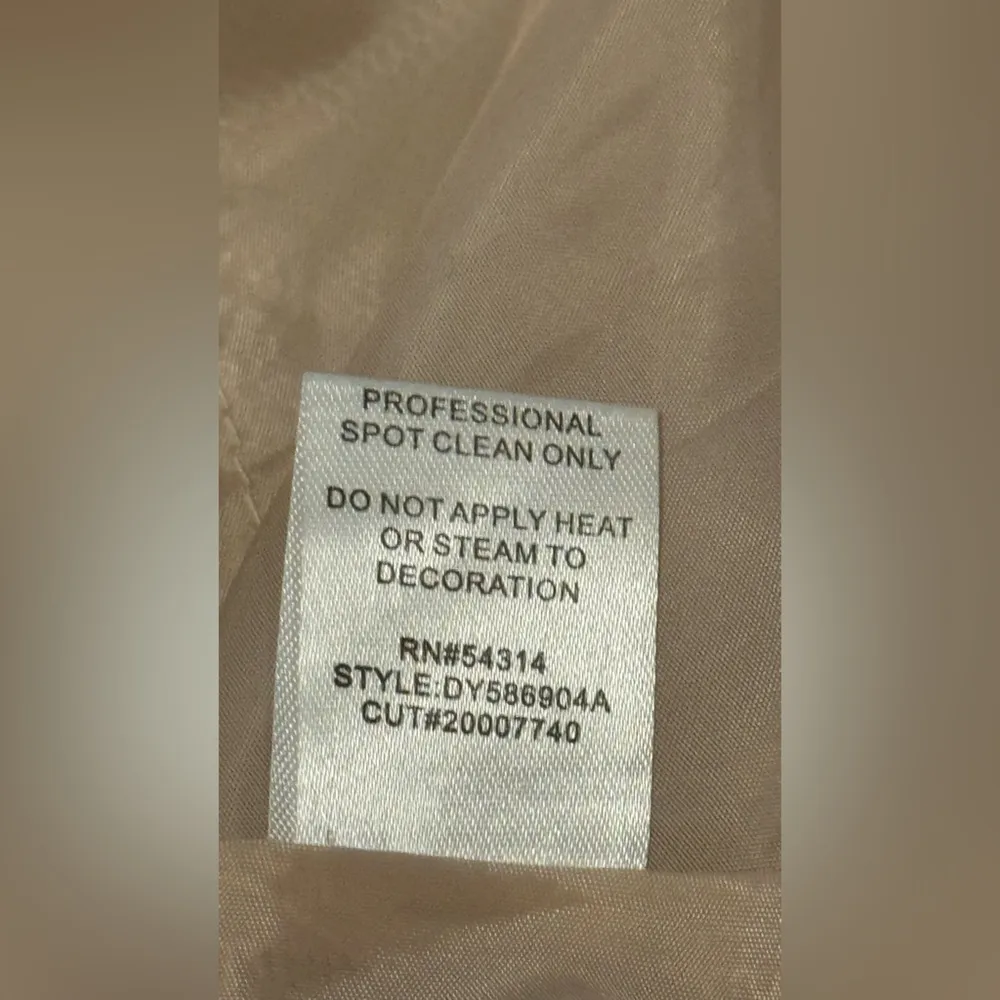 PROFESSIONAL
SPOT CLEAN ONLY
DO NOT APPLY HEAT
OR STEAM TO
DECORATION
RN#54314
STYLE:DY586904A
CUT#20007740